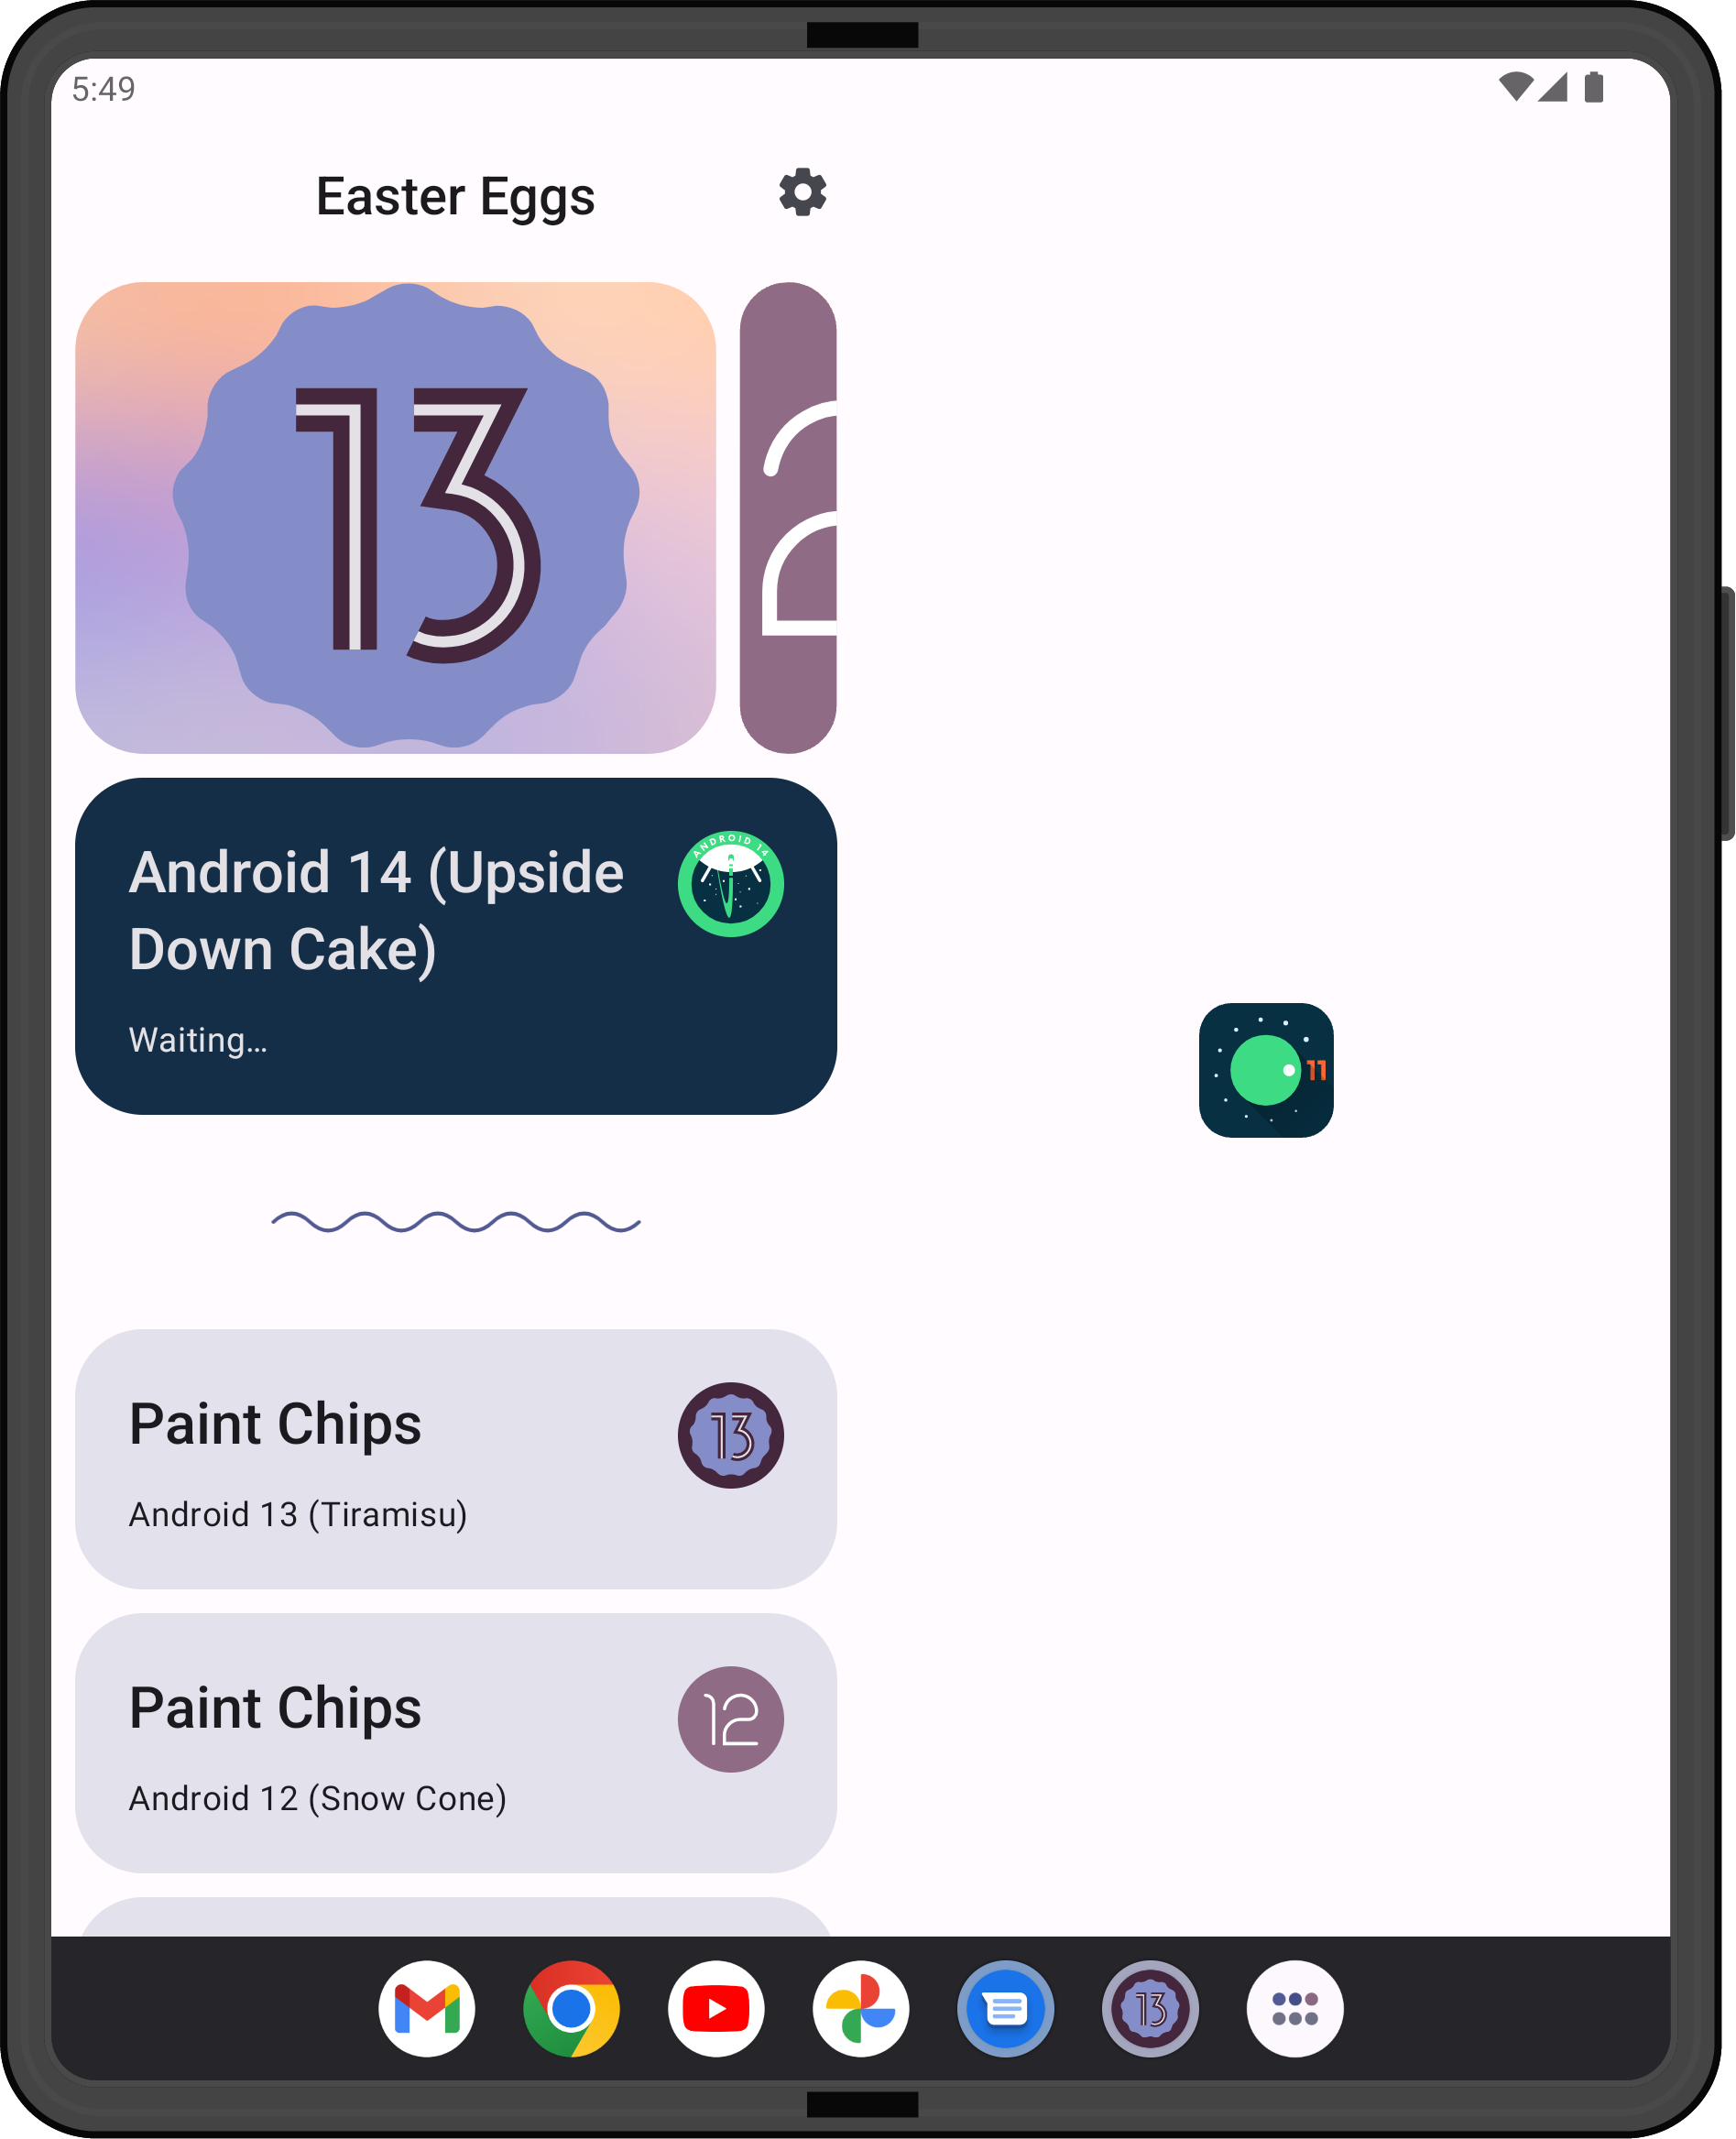 5:49
Easter Eggs
13
2
Android 14 (Upside
Down Cake)
ANDROID 14
Waiting…
11
Paint Chips
13
Android 13 (Tiramisu)
Paint Chips
12
Android 12 (Snow Cone)
13